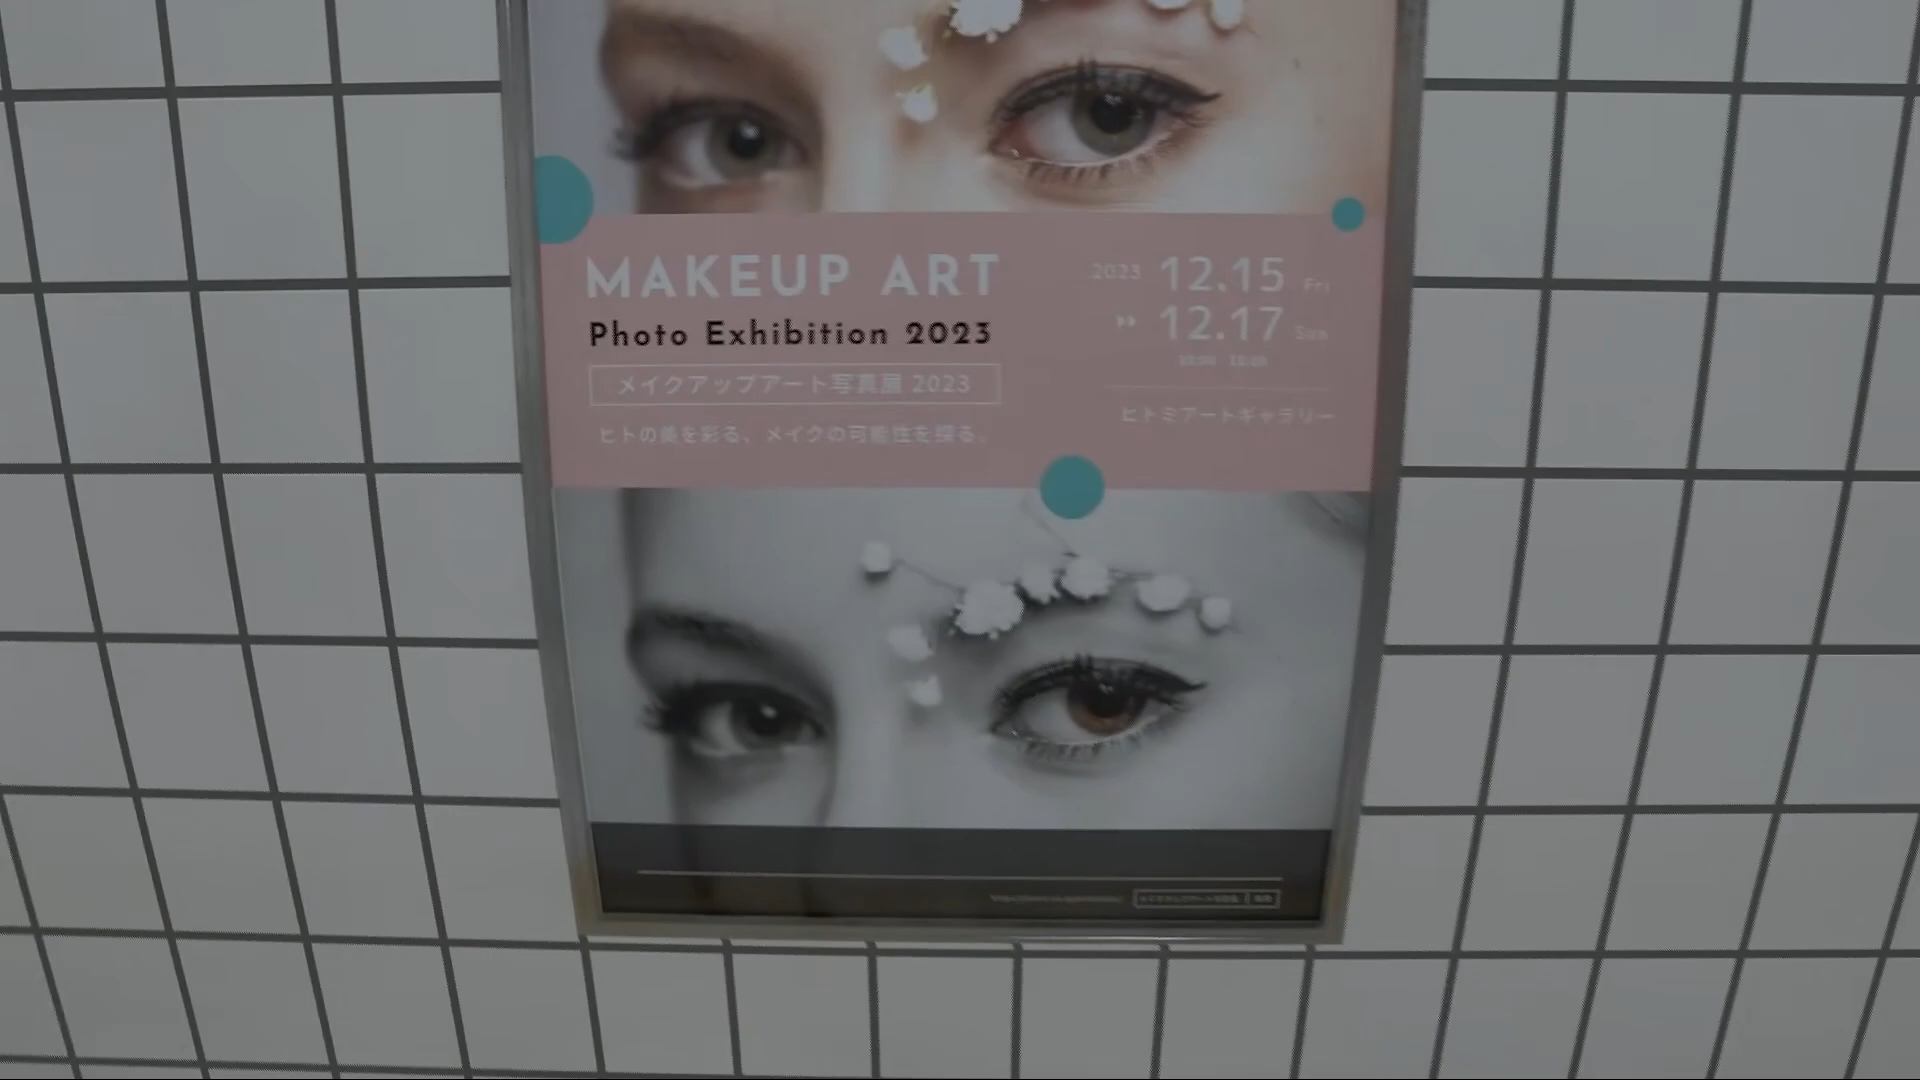 MAKEUP ART
Photo Exhibition 2023
メイクアップアート写真展 2023
ヒトの美を彩る、メイクの可能性を探る。
2023 12.15 Fri
12.17 Sun
ヒトミアートギャラリー